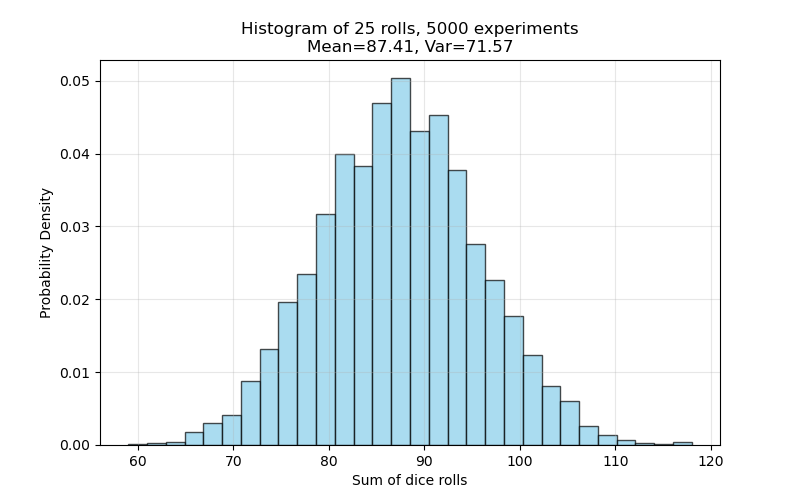 Histogram of 25 rolls, 5000 experiments
Mean=87.41, Var=71.57
Probability Density
0.05
0.04
0.03
0.02
0.01
0.00
60 70 80 90 100 110 120
Sum of dice rolls